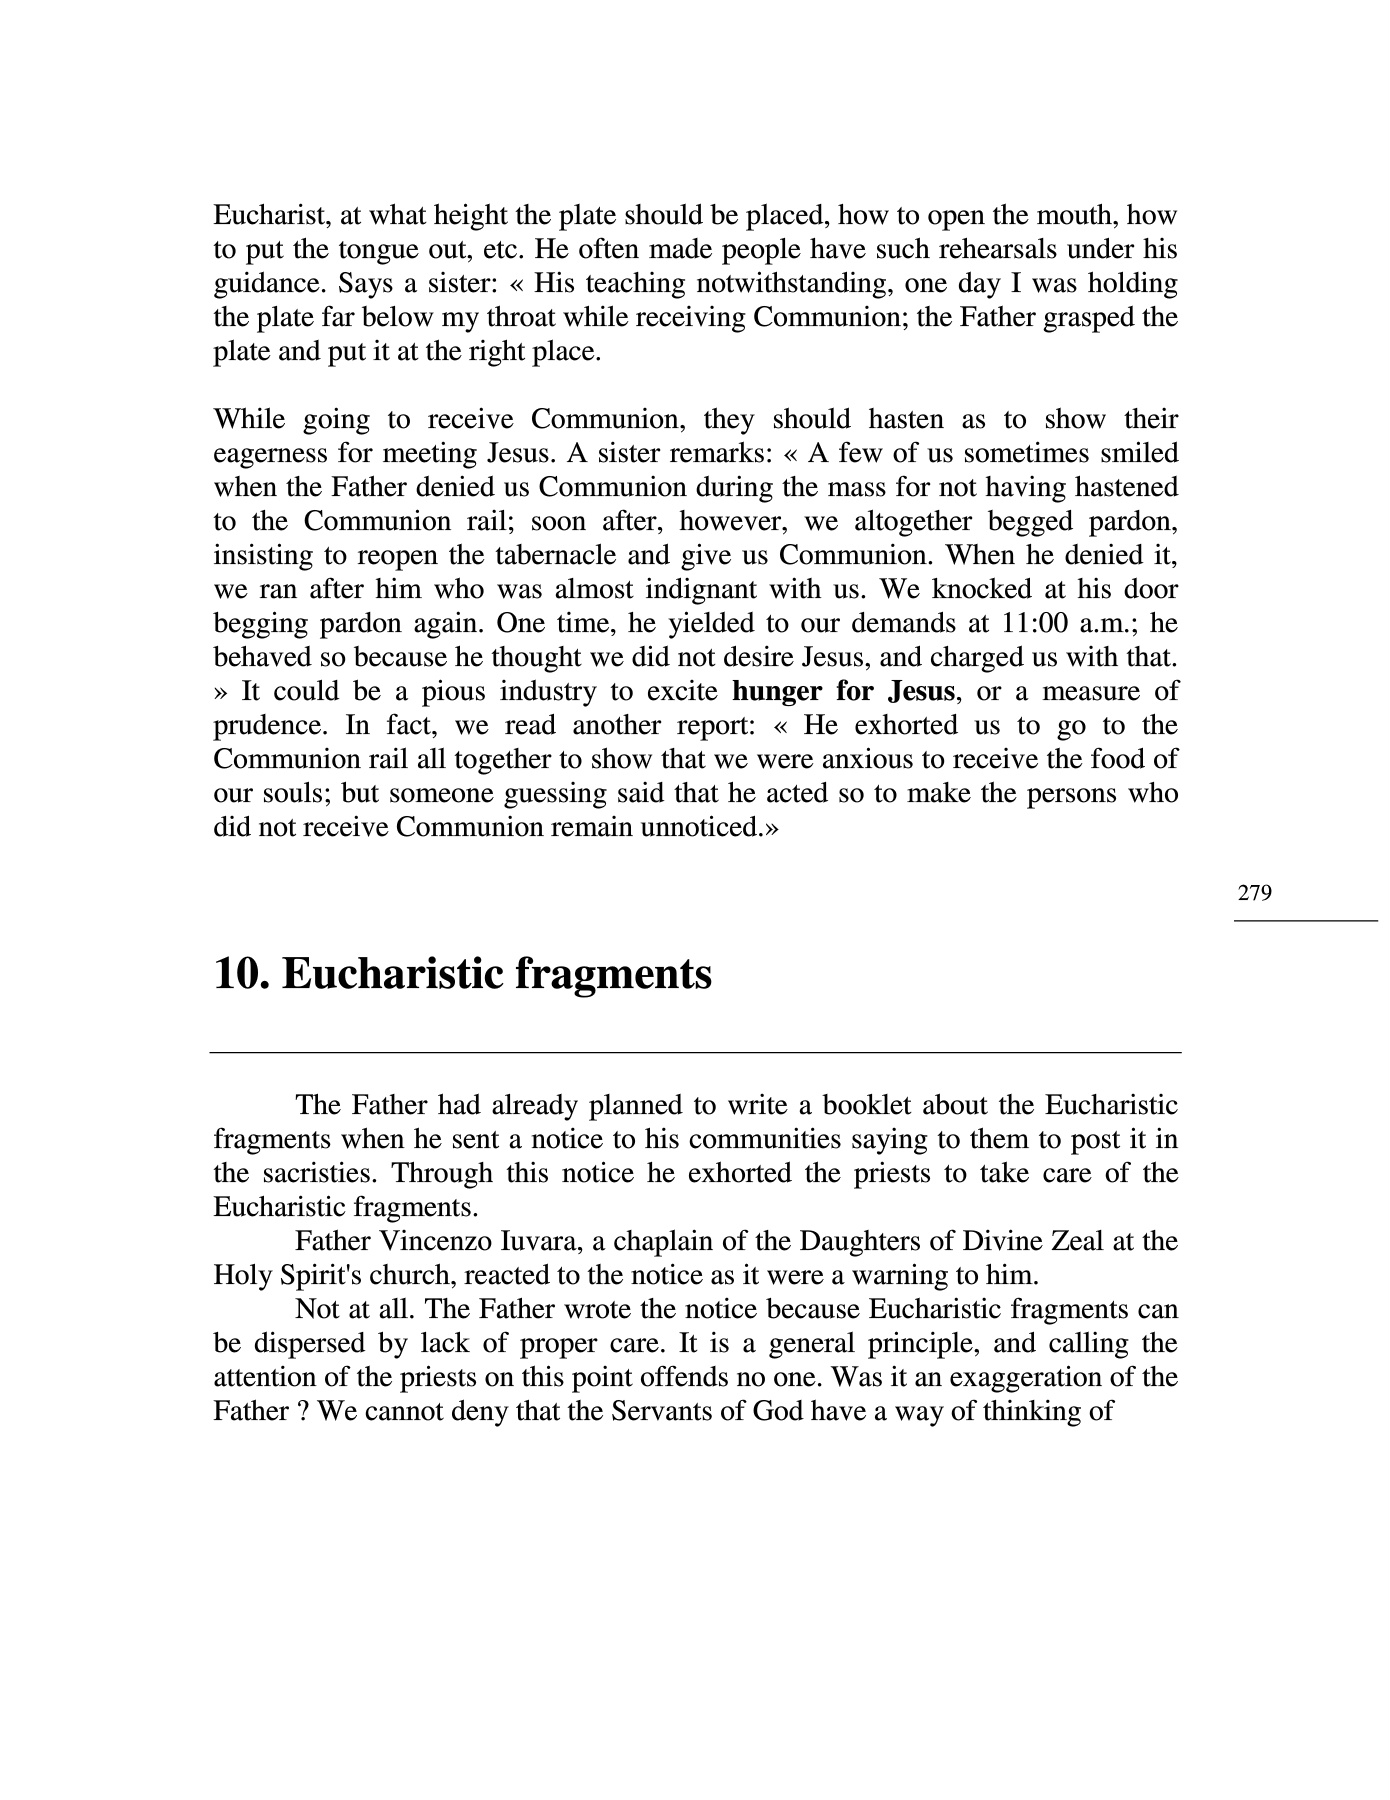 Eucharist, at what height the plate should be placed, how to open the mouth, how
to put the tongue out, etc. He often made people have such rehearsals under his
guidance. Says a sister: « His teaching notwithstanding, one day I was holding
the plate far below my throat while receiving Communion; the Father grasped the
plate and put it at the right place.
While going to receive Communion, they should hasten as to show their
eagerness for meeting Jesus. A sister remarks: « A few of us sometimes smiled
when the Father denied us Communion during the mass for not having hastened
to the Communion rail; soon after, however, we altogether begged pardon,
insisting to reopen the tabernacle and give us Communion. When he denied it,
we ran after him who was almost indignant with us. We knocked at his door
begging pardon again. One time, he yielded to our demands at 11:00 a.m.; he
behaved so because he thought we did not desire Jesus, and charged us with that.
» It could be a pious industry to excite hunger for Jesus, or a measure of
prudence. In fact, we read another report: « He exhorted us to go to the
Communion rail all together to show that we were anxious to receive the food of
our souls; but someone guessing said that he acted so to make the persons who
did not receive Communion remain unnoticed.»
279
10. Eucharistic fragments
The Father had already planned to write a booklet about the Eucharistic
fragments when he sent a notice to his communities saying to them to post it in
the sacristies. Through this notice he exhorted the priests to take care of the
Eucharistic fragments.
Father Vincenzo Iuvara, a chaplain of the Daughters of Divine Zeal at the
Holy Spirit's church, reacted to the notice as it were a warning to him.
Not at all. The Father wrote the notice because Eucharistic fragments can
be dispersed by lack of proper care. It is a general principle, and calling the
attention of the priests on this point offends no one. Was it an exaggeration of the
Father ? We cannot deny that the Servants of God have a way of thinking of